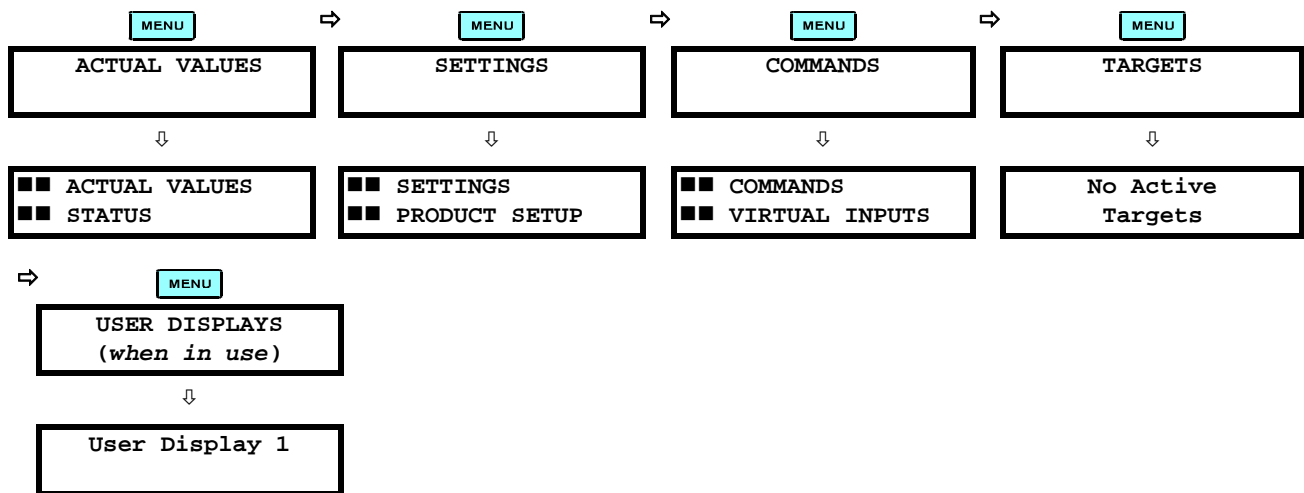 MENU MENU MENU MENU
ACTUAL VALUES
SETTINGS
COMMANDS
TARGETS
ACTUAL VALUES
STATUS
SETTINGS
PRODUCT SETUP
COMMANDS
VIRTUAL INPUTS
No Active
Targets
MENU
USER DISPLAYS
(when in use)
User Display 1